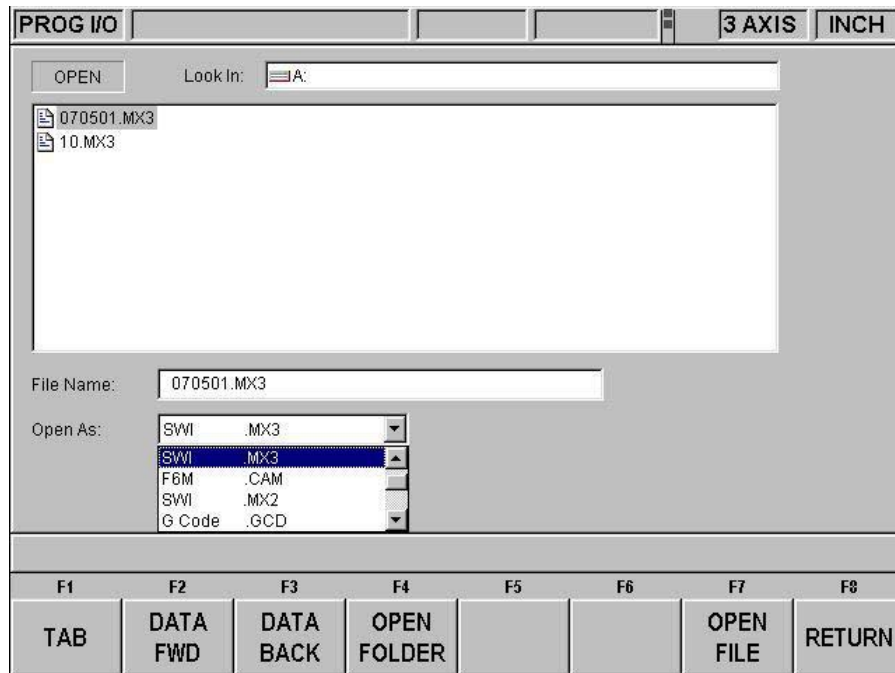 PROG I/O 3 AXIS INCH
OPEN Look In: A:
070501.MX3
10.MX3
File Name: 070501.MX3
Open As: SWI .MX3
SWI .MX3
F6M .CAM
SWI .MX2
G Code .GCD
F1 F2 F3 F4 F5 F6 F7 F8
TAB DATA FWD DATA BACK OPEN FOLDER OPEN FILE RETURN